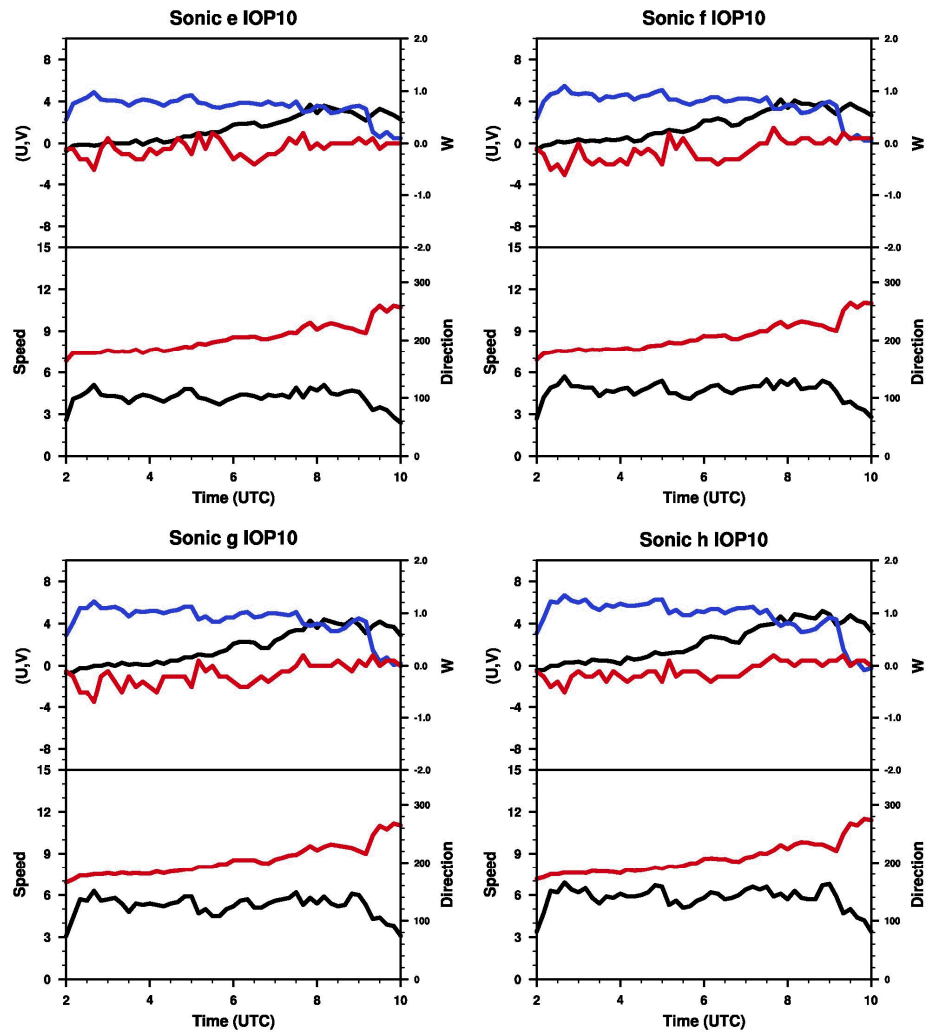 Sonic e IOP10
8
4
0
-4
-8
(U,V)
2.0
1.0
0.0
-1.0
-2.0
W
15
12
9
6
3
0
Speed
300
200
100
0
Direction
2 4 6 8 10
Time (UTC)
Sonic f IOP10
8
4
0
-4
-8
(U,V)
2.0
1.0
0.0
-1.0
-2.0
W
15
12
9
6
3
0
Speed
300
200
100
0
Direction
2 4 6 8 10
Time (UTC)
Sonic g IOP10
8
4
0
-4
-8
(U,V)
2.0
1.0
0.0
-1.0
-2.0
W
15
12
9
6
3
0
Speed
300
200
100
0
Direction
2 4 6 8 10
Time (UTC)
Sonic h IOP10
8
4
0
-4
-8
(U,V)
2.0
1.0
0.0
-1.0
-2.0
W
15
12
9
6
3
0
Speed
300
200
100
0
Direction
2 4 6 8 10
Time (UTC)